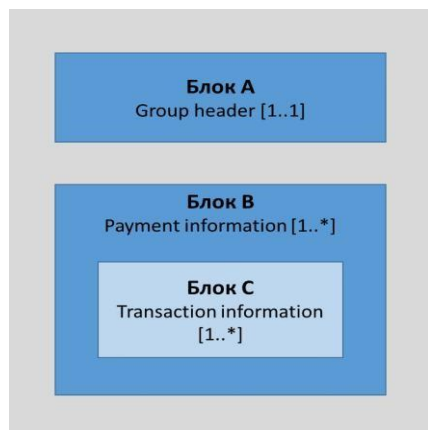 Блок A
Group header [1..1]
Блок B
Payment information [1..*]
Блок C
Transaction information
[1..*]